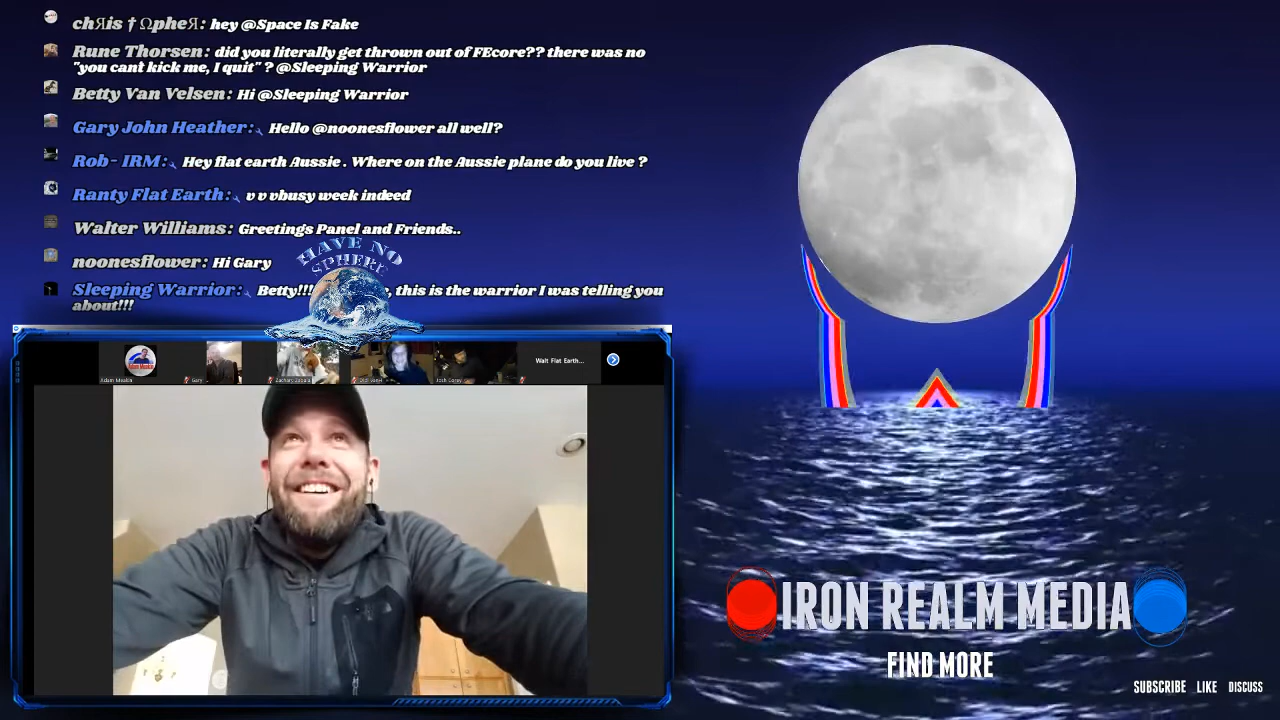 chЯis † ΩpheЯ: hey @Space Is Fake
Rune Thorsen: did you literally get thrown out of FEcore?? there was no
"you cant kick me, I quit" ? @Sleeping Warrior
Betty Van Velsen: Hi @Sleeping Warrior
Gary John Heather: Hello @noonesflower all well?
Rob- IRM: Hey flat earth Aussie . Where on the Aussie plane do you live ?
Ranty Flat Earth: v v vbusy week indeed
Walter Williams: Greetings Panel and Friends..
noonesflower: Hi Gary
Sleeping Warrior: Betty!!! , this is the warrior I was telling you
about!!!
HAVE NO
SPHERE
Walt Flat Earth...
Adam Meakin
Gary
Josh Corey
IRON REALM MEDIA
FIND MORE
SUBSCRIBE LIKE DISCUSS